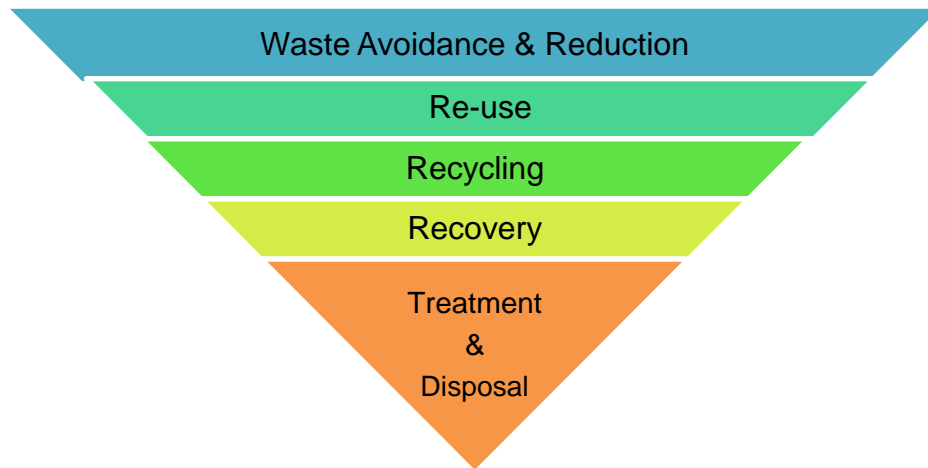 Waste Avoidance & Reduction
Re-use
Recycling
Recovery
Treatment
&
Disposal